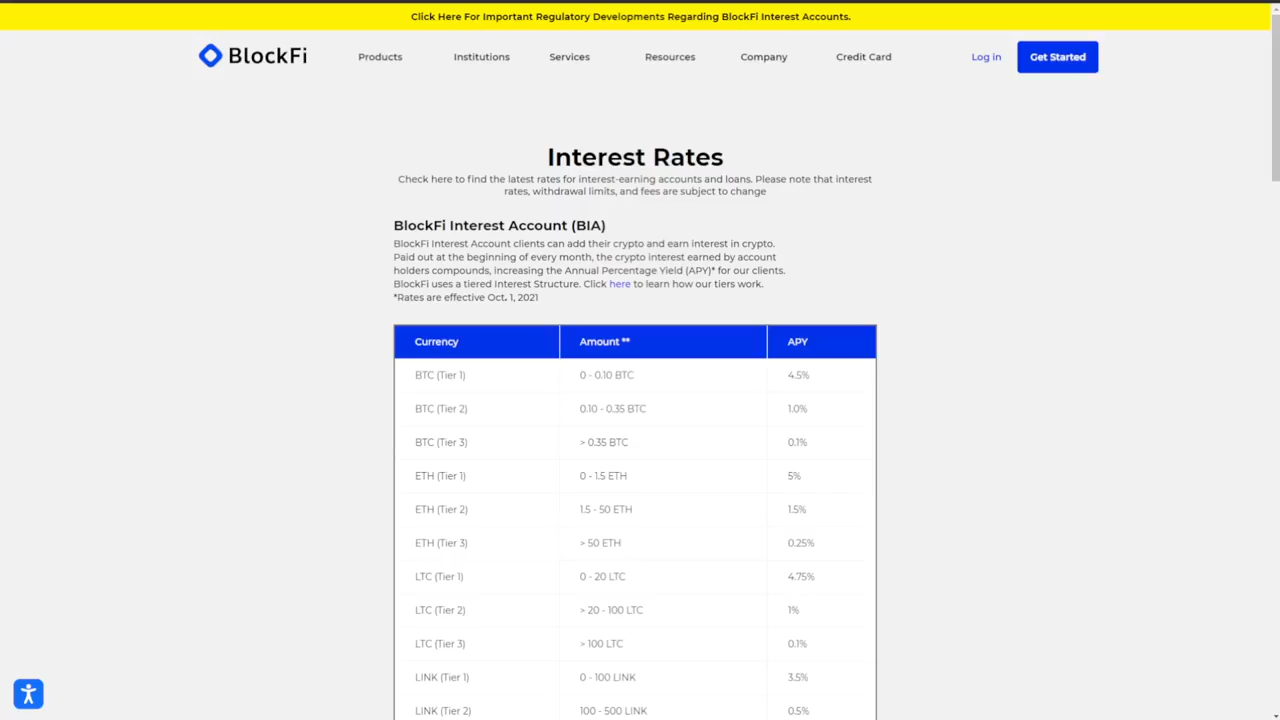 Click Here For Important Regulatory Developments Regarding BlockFi Interest Accounts.
BlockFi
Products Institutions Services Resources Company Credit Card Log in Get Started
Interest Rates
Check here to find the latest rates for interest-earning accounts and loans. Please note that interest
rates, withdrawal limits, and fees are subject to change
BlockFi Interest Account (BIA)
BlockFi Interest Account clients can add their crypto and earn interest in crypto.
Paid out at the beginning of every month, the crypto interest earned by account
holders compounds, increasing the Annual Percentage Yield (APY)* for our clients.
BlockFi uses a tiered Interest Structure. Click here to learn how our tiers work.
*Rates are effective Oct. 1, 2021
Currency Amount ** APY
BTC (Tier 1) 0 - 0.10 BTC 4.5%
BTC (Tier 2) 0.10 - 0.35 BTC 1.0%
BTC (Tier 3) > 0.35 BTC 0.1%
ETH (Tier 1) 0 - 1.5 ETH 5%
ETH (Tier 2) 1.5 - 50 ETH 1.5%
ETH (Tier 3) > 50 ETH 0.25%
LTC (Tier 1) 0 - 20 LTC 4.75%
LTC (Tier 2) > 20 - 100 LTC 1%
LTC (Tier 3) > 100 LTC 0.1%
LINK (Tier 1) 0 - 100 LINK 3.5%
LINK (Tier 2) 100 - 500 LINK 0.5%